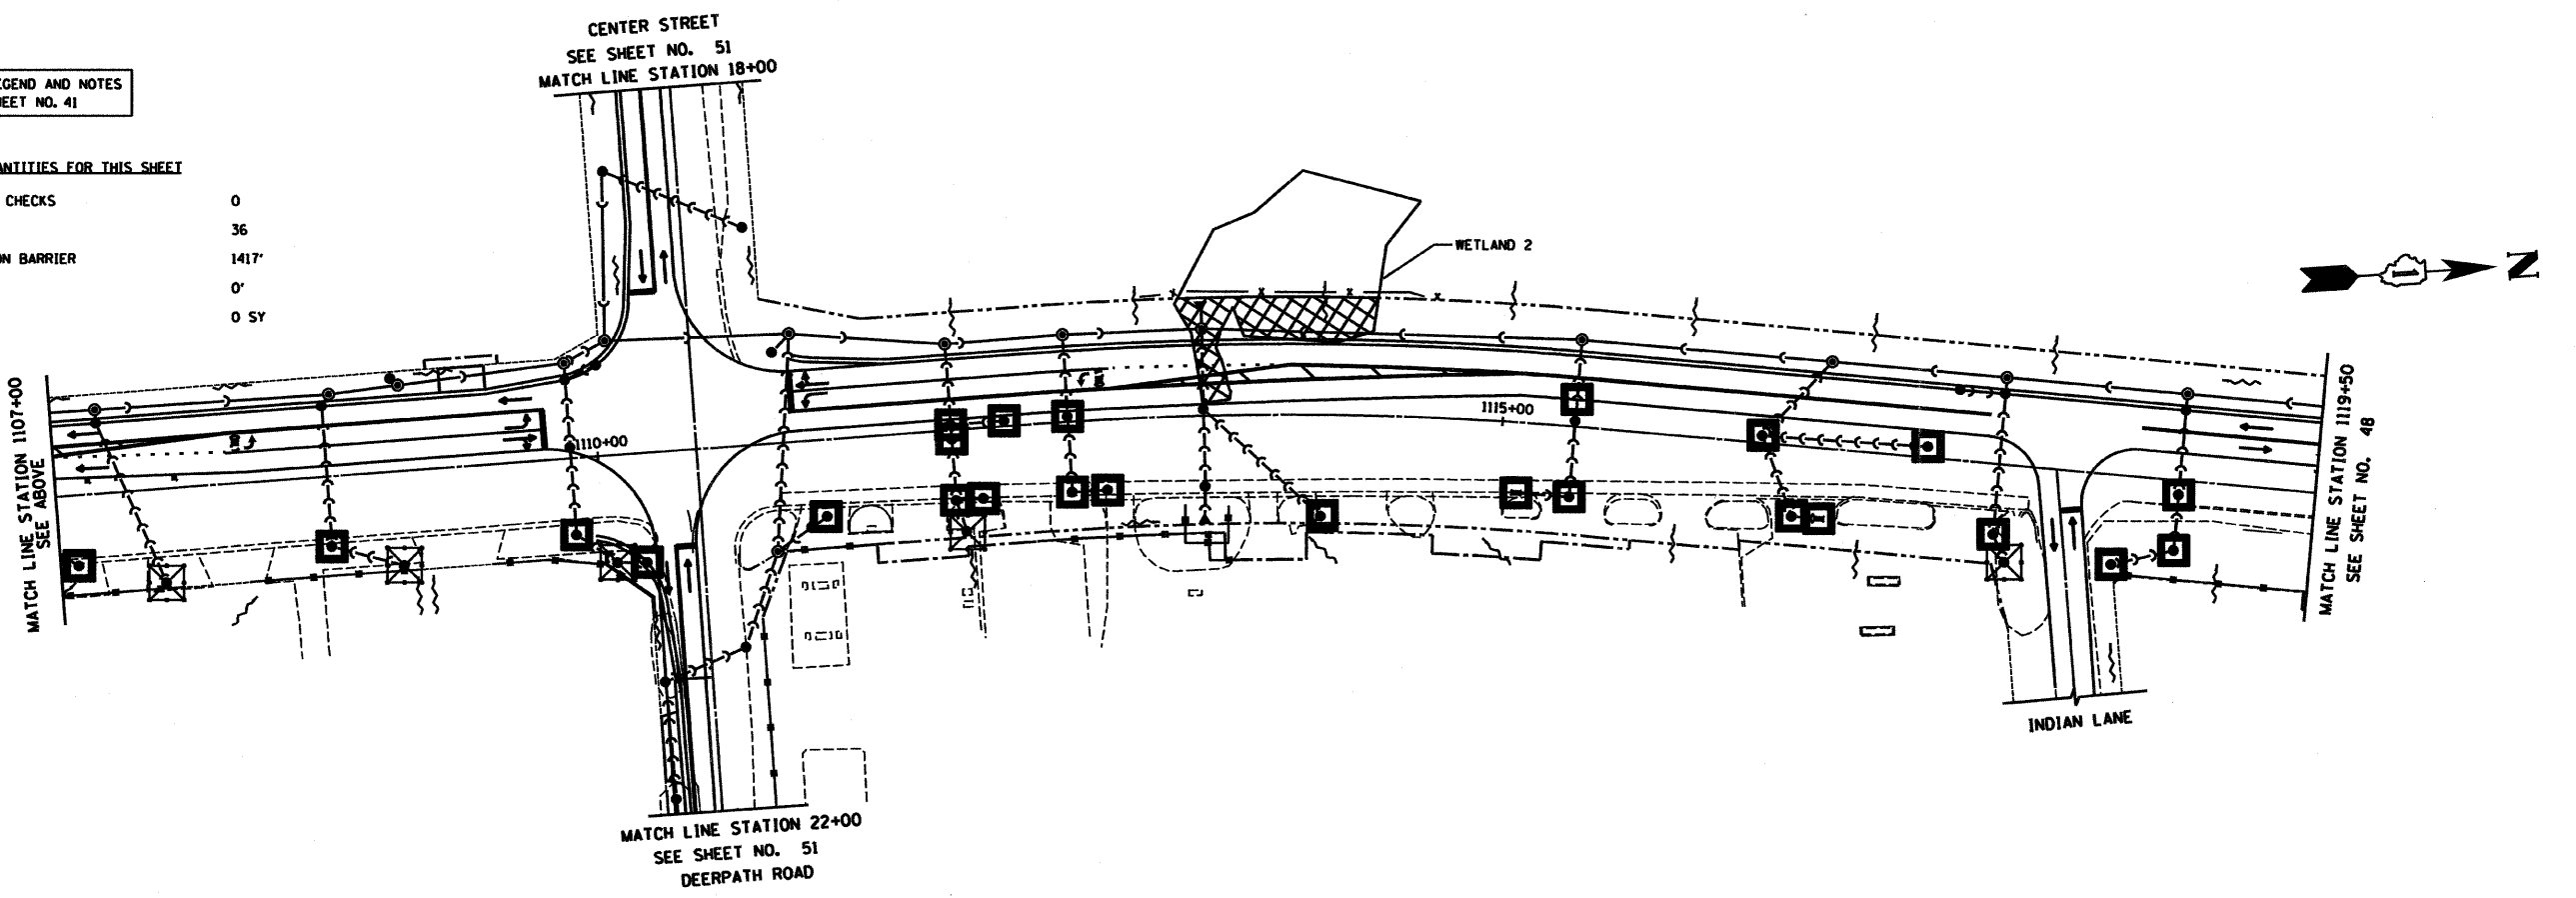 CENTER STREET
SEE SHEET NO. 51
MATCH LINE STATION 18+00
EGEND AND NOTES
EET NO. 41
ANTITIES FOR THIS SHEET
CHECKS 0
36
ON BARRIER 1417'
0'
0 SY
WETLAND 2
N
MATCH LINE STATION 1107+00
SEE ABOVE
1110+00
1115+00
MATCH LINE STATION 1119+50
SEE SHEET NO. 48
INDIAN LANE
MATCH LINE STATION 22+00
SEE SHEET NO. 51
DEERPATH ROAD